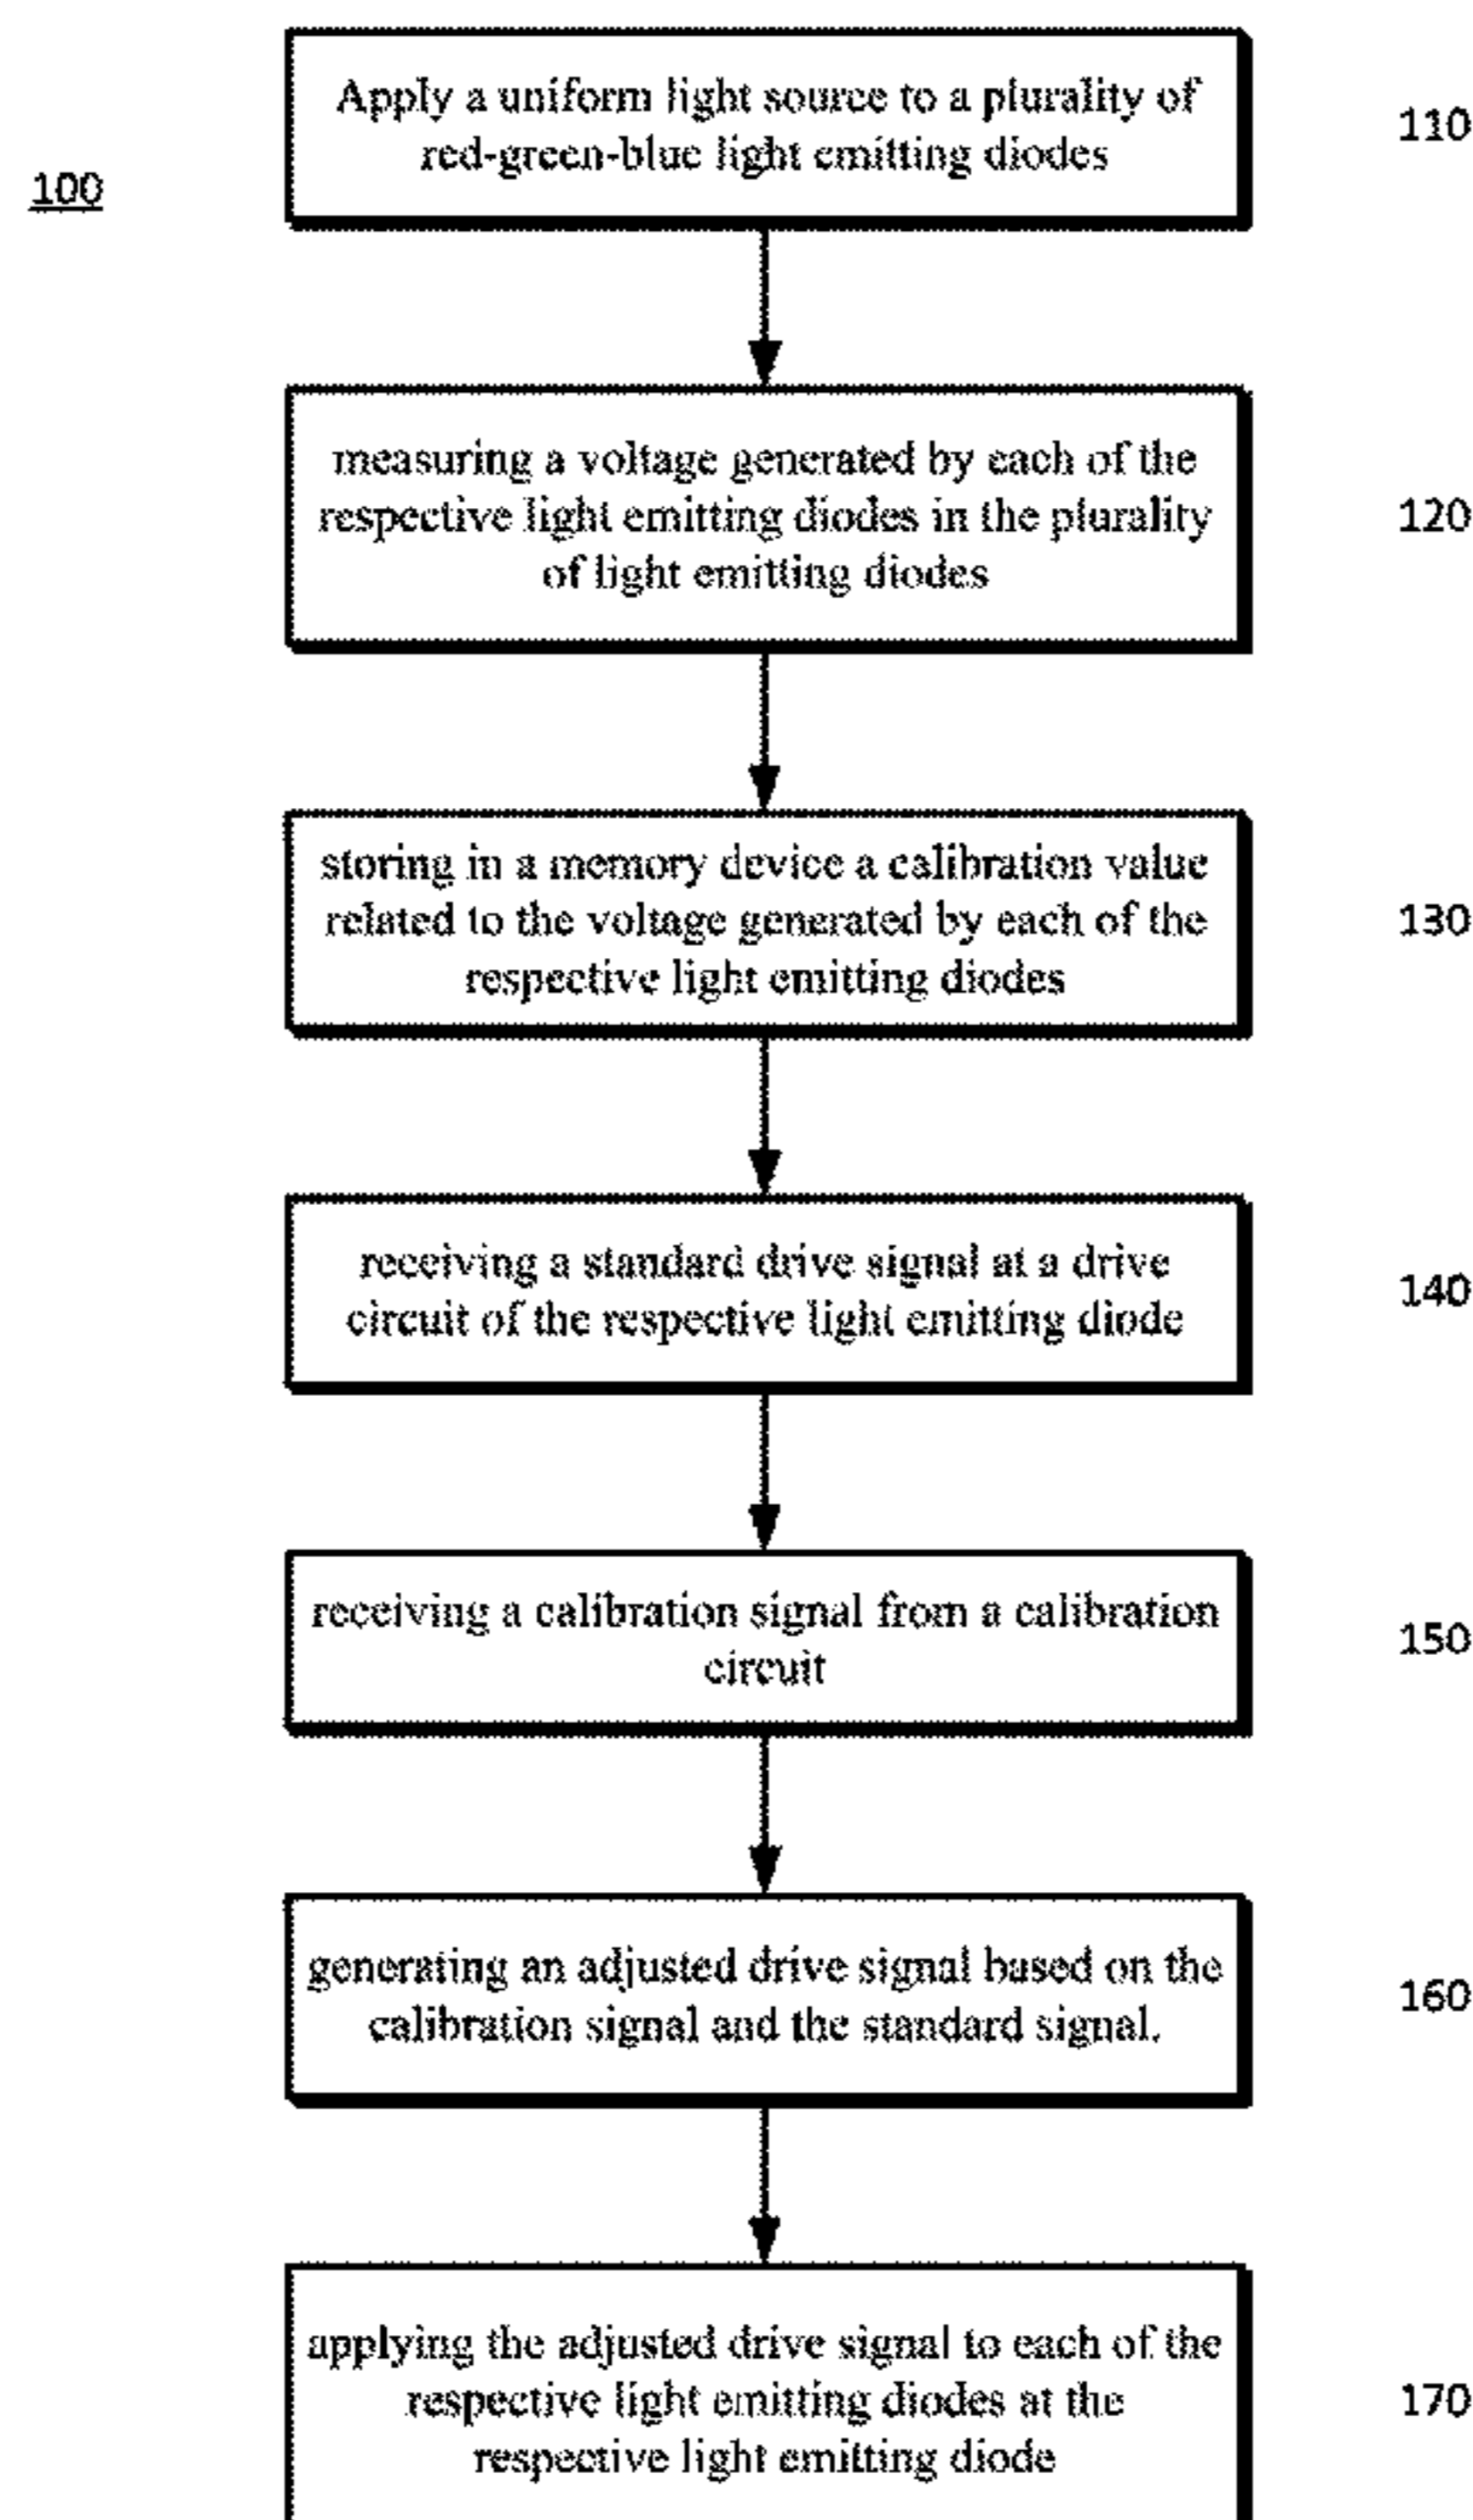 Apply a uniform light source to a plurality of
red-green-blue light emitting diodes
110
100
measuring a voltage generated by each of the
respective light emitting diodes in the plurality
of light emitting diodes
120
storing in a memory device a calibration value
related to the voltage generated by each of the
respective light emitting diodes
130
receiving a standard drive signal at a drive
circuit of the respective light emitting diode
140
receiving a calibration signal from a calibration
circuit
150
generating an adjusted drive signal based on the
calibration signal and the standard signal.
160
applying the adjusted drive signal to each of the
respective light emitting diodes at the
respective light emitting diode
170